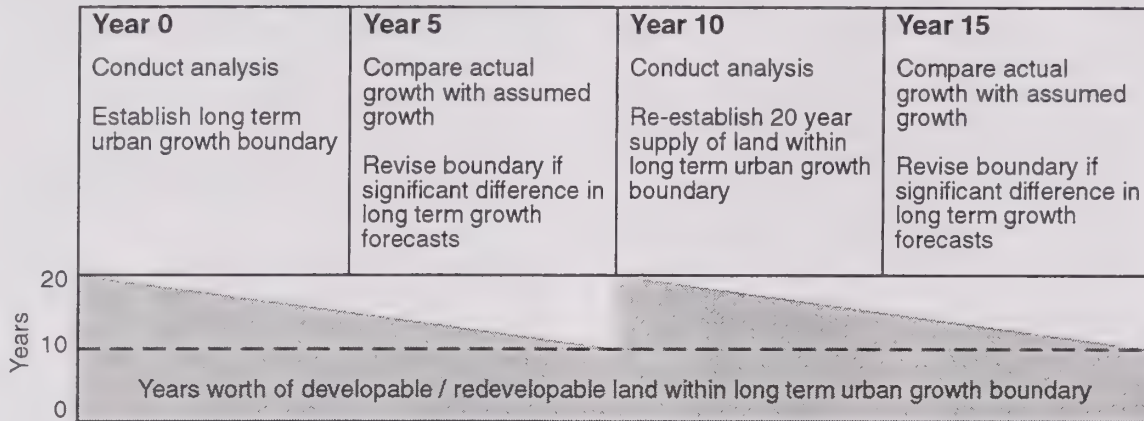 Year 0
Conduct analysis
Establish long term
urban growth boundary
Year 5
Compare actual
growth with assumed
growth
Revise boundary if
significant difference in
long term growth
forecasts
Year 10
Conduct analysis
Re-establish 20 year
supply of land within
long term urban growth
boundary
Year 15
Compare actual
growth with assumed
growth
Revise boundary if
significant difference in
long term growth
forecasts
20
10
0
Years
Years worth of developable / redevelopable land within long term urban growth boundary